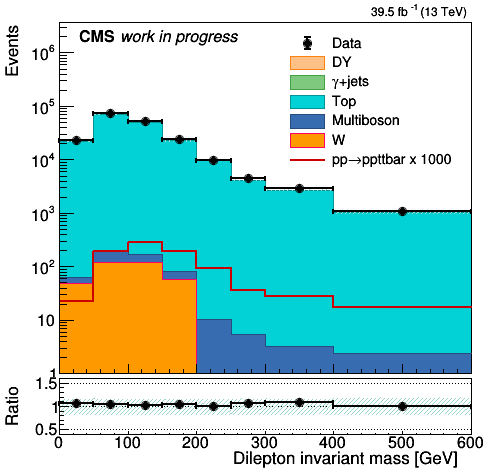 39.5 fb⁻¹ (13 TeV)
CMS work in progress
Events
Data
DY
γ+jets
Top
Multiboson
W
pp→ppttbar x 1000
10⁶
10⁵
10⁴
10³
10²
10
1
Ratio
1.5
1
0.5
0 100 200 300 400 500 600
Dilepton invariant mass [GeV]